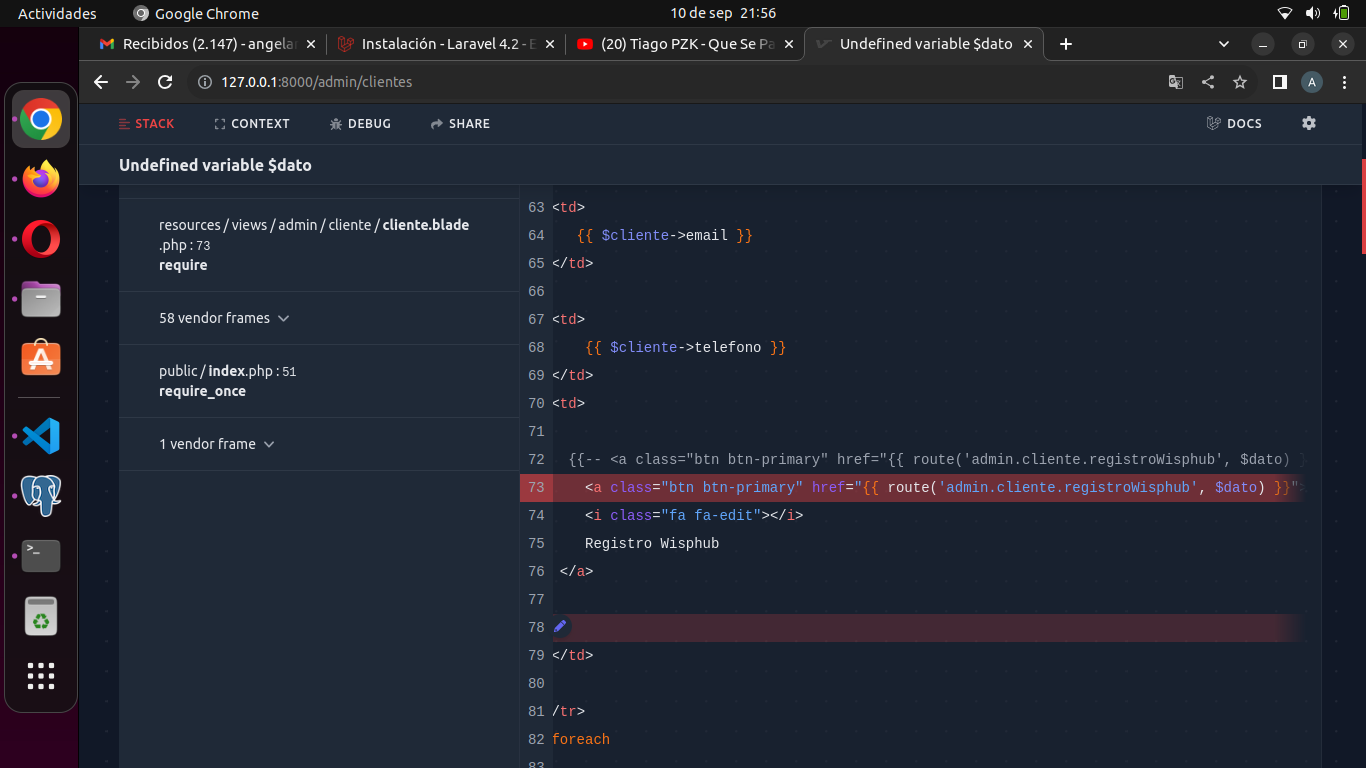 Actividades
Google Chrome
10 de sep 21:56
Recibidos (2.147) - angelar
Instalación - Laravel 4.2 - E
(20) Tiago PZK - Que Se Pa
Undefined variable $dato
127.0.0.1:8000/admin/clientes
A
STACK
CONTEXT
DEBUG
SHARE
DOCS
Undefined variable $dato
resources / views / admin / cliente / cliente.blade
.php : 73
require
58 vendor frames
public / index.php : 51
require_once
1 vendor frame
63 <td>
64 {{ $cliente->email }}
65 </td>
66
67 <td>
68 {{ $cliente->telefono }}
69 </td>
70 <td>
71
72 {{-- <a class="btn btn-primary" href="{{ route('admin.cliente.registroWisphub', $dato) }
73 <a class="btn btn-primary" href="{{ route('admin.cliente.registroWisphub', $dato) }}">
74 <i class="fa fa-edit"></i>
75 Registro Wisphub
76 </a>
77
78
79 </td>
80
81 /tr>
82 foreach
83